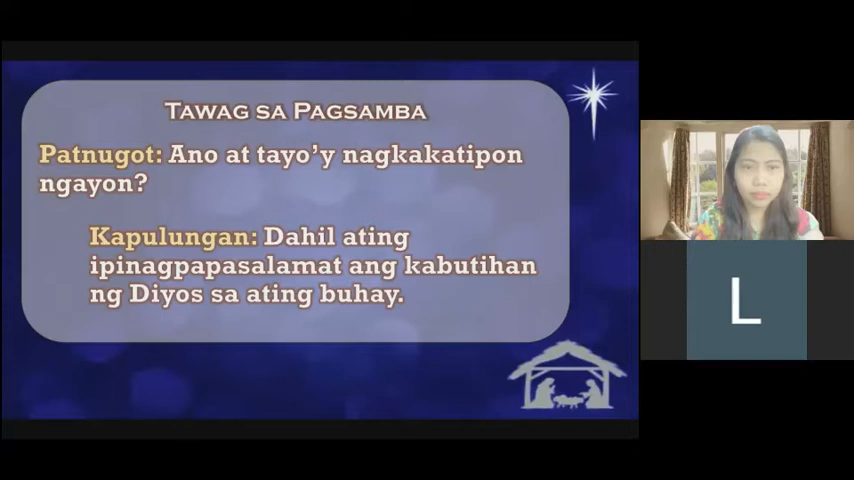 TAWAG SA PAGSAMBA
Patnugot: Ano at tayo’y nagkakatipon
ngayon?
Kapulungan: Dahil ating
ipinagpapasalamat ang kabutihan
ng Diyos sa ating buhay.
L